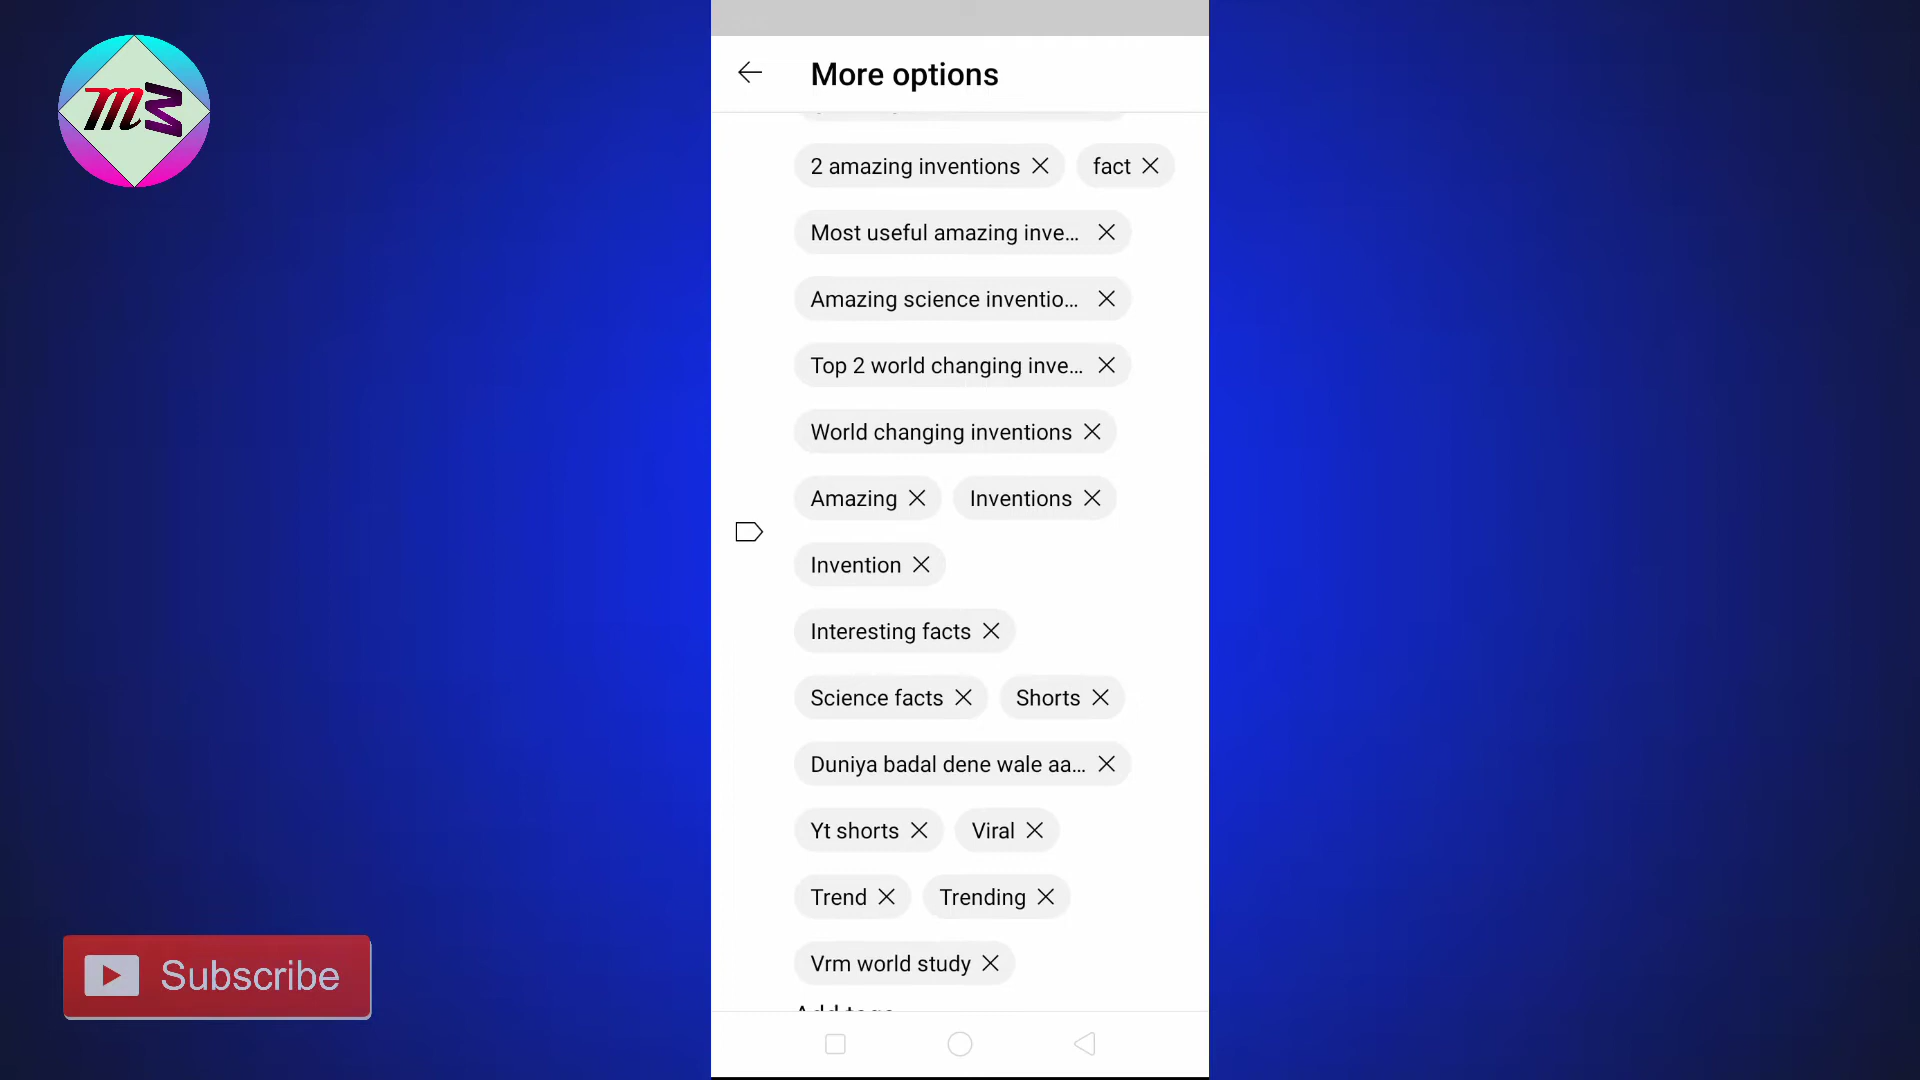 More options
2 amazing inventions fact
Most useful amazing inve...
Amazing science inventio...
Top 2 world changing inve...
World changing inventions
Amazing Inventions
Invention
Interesting facts
Science facts Shorts
Duniya badal dene wale aa...
Yt shorts Viral
Trend Trending
Vrm world study
Add tags
Subscribe